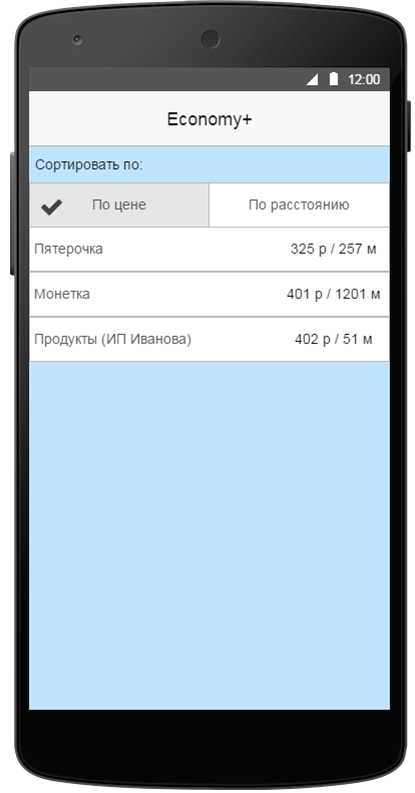 12:00
Economy+
Сортировать по:
По цене По расстоянию
Пятерочка 325 р / 257 м
Монетка 401 р / 1201 м
Продукты (ИП Иванова) 402 р / 51 м